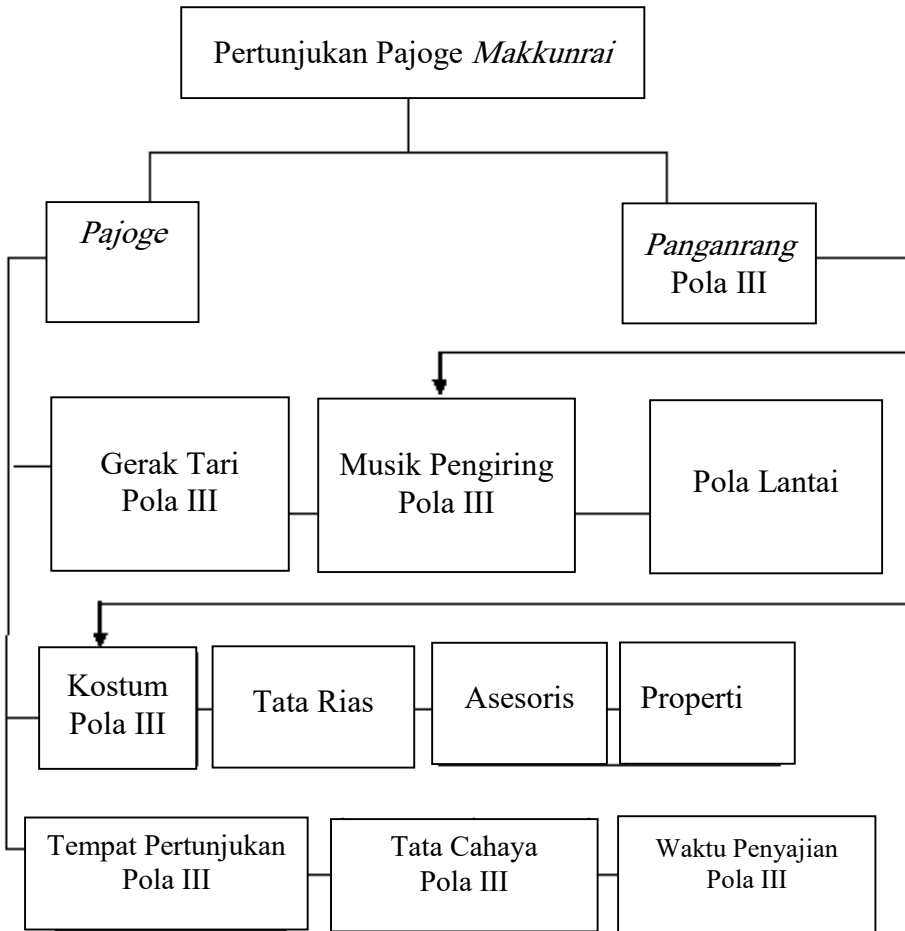 Pertunjukan Pajoge Makkunrai
Pajoge
Panganrang
Pola III
Gerak Tari
Pola III
Musik Pengiring
Pola III
Pola Lantai
Kostum
Pola III
Tata Rias
Asesoris
Properti
Tempat Pertunjukan
Pola III
Tata Cahaya
Pola III
Waktu Penyajian
Pola III